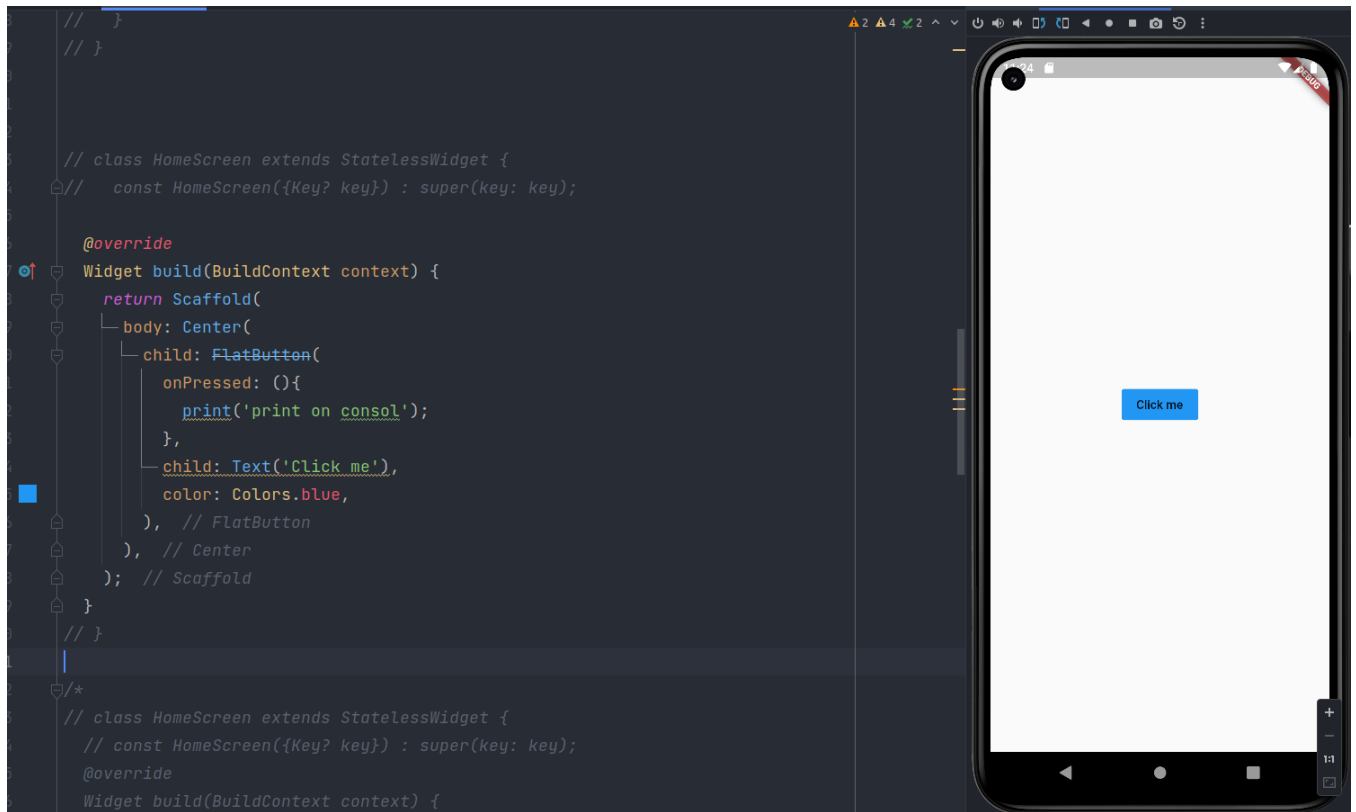 //   }
2 4 2
// }
// class HomeScreen extends StatelessWidget {
//   const HomeScreen({Key? key}) : super(key: key);
@override
Widget build(BuildContext context) {
return Scaffold(
body: Center(
child: FlatButton(
onPressed: (){
print('print on consol');
},
child: Text('Click me'),
color: Colors.blue,
),  // FlatButton
),  // Center
);  // Scaffold
}
// }
/*
// class HomeScreen extends StatelessWidget {
// const HomeScreen({Key? key}) : super(key: key);
@override
Widget build(BuildContext context) {
DEBUG
Click me
1:1